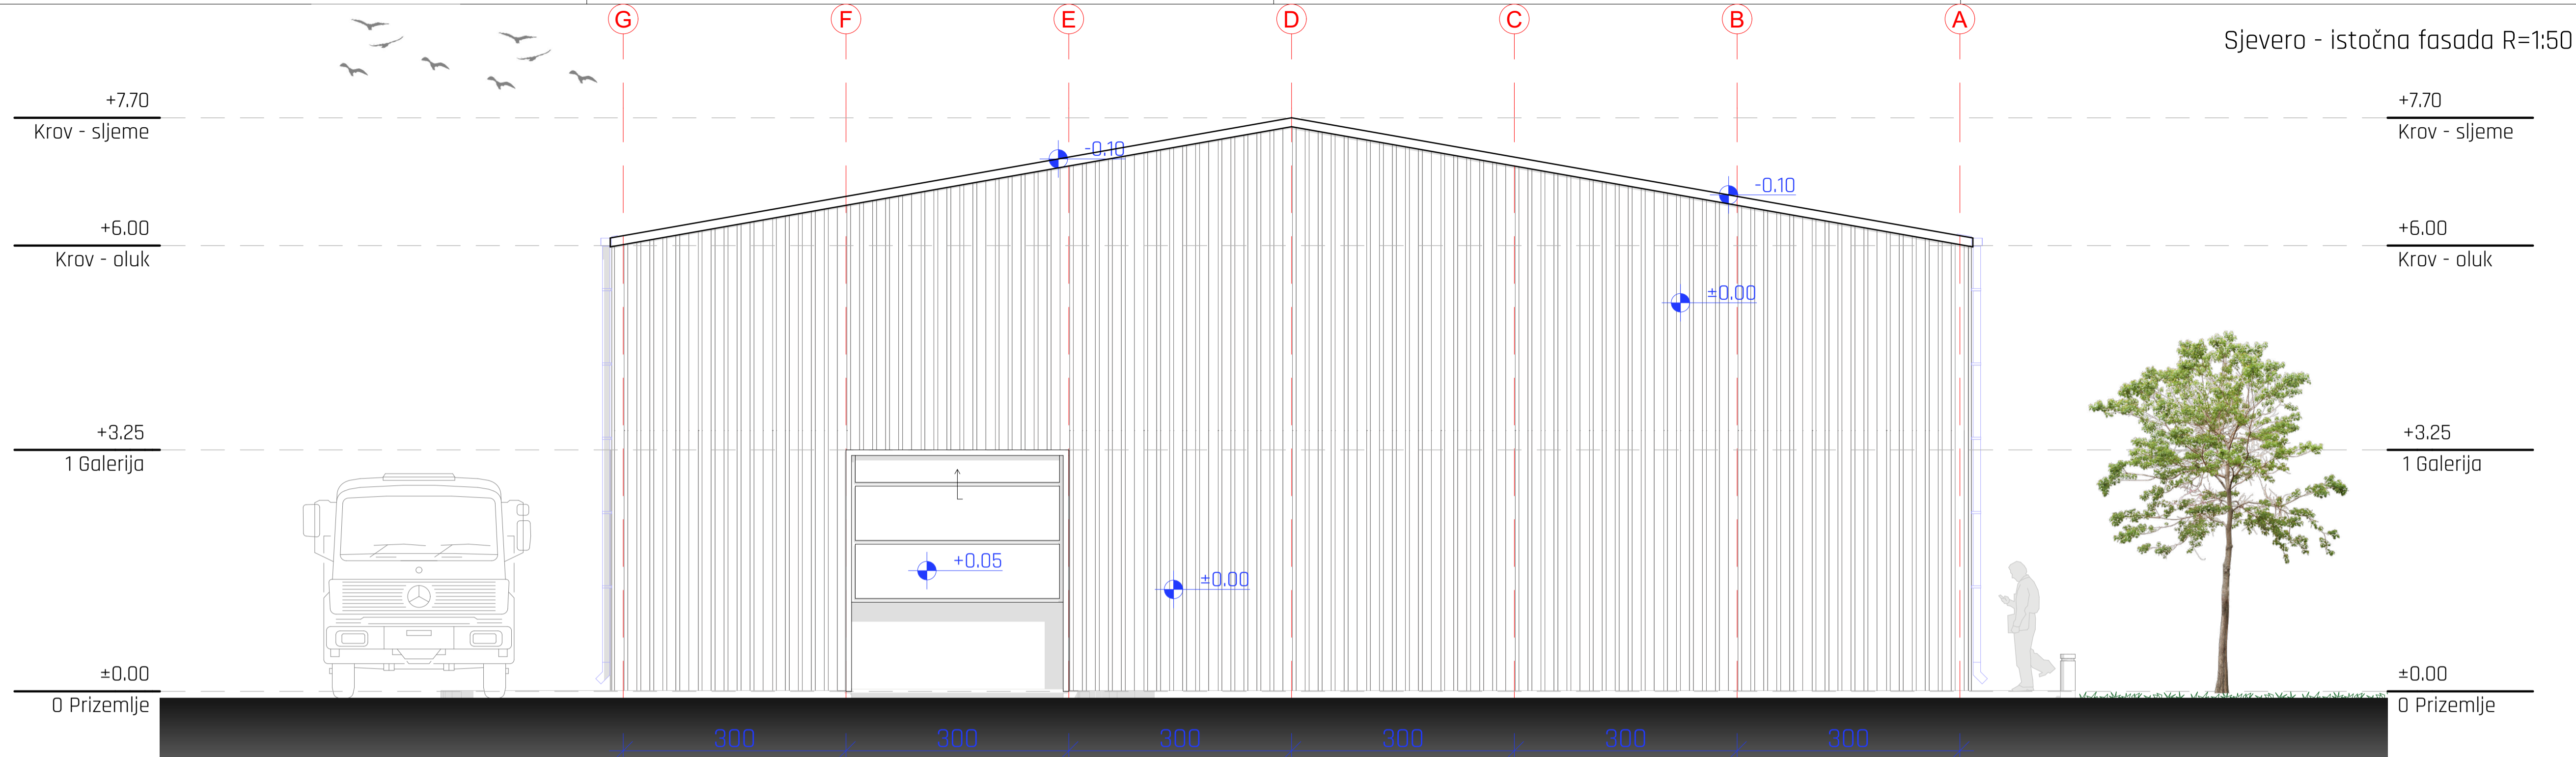 G F E D C B A
Sjevero - istočna fasada R=1:50
+7.70
Krov - sljeme
+7.70
Krov - sljeme
-0.10
-0.10
+6.00
Krov - oluk
+6.00
Krov - oluk
±0.00
+3.25
1 Galerija
+3.25
1 Galerija
+0.05
±0.00
±0.00
0 Prizemlje
±0.00
0 Prizemlje
300 300 300 300 300 300